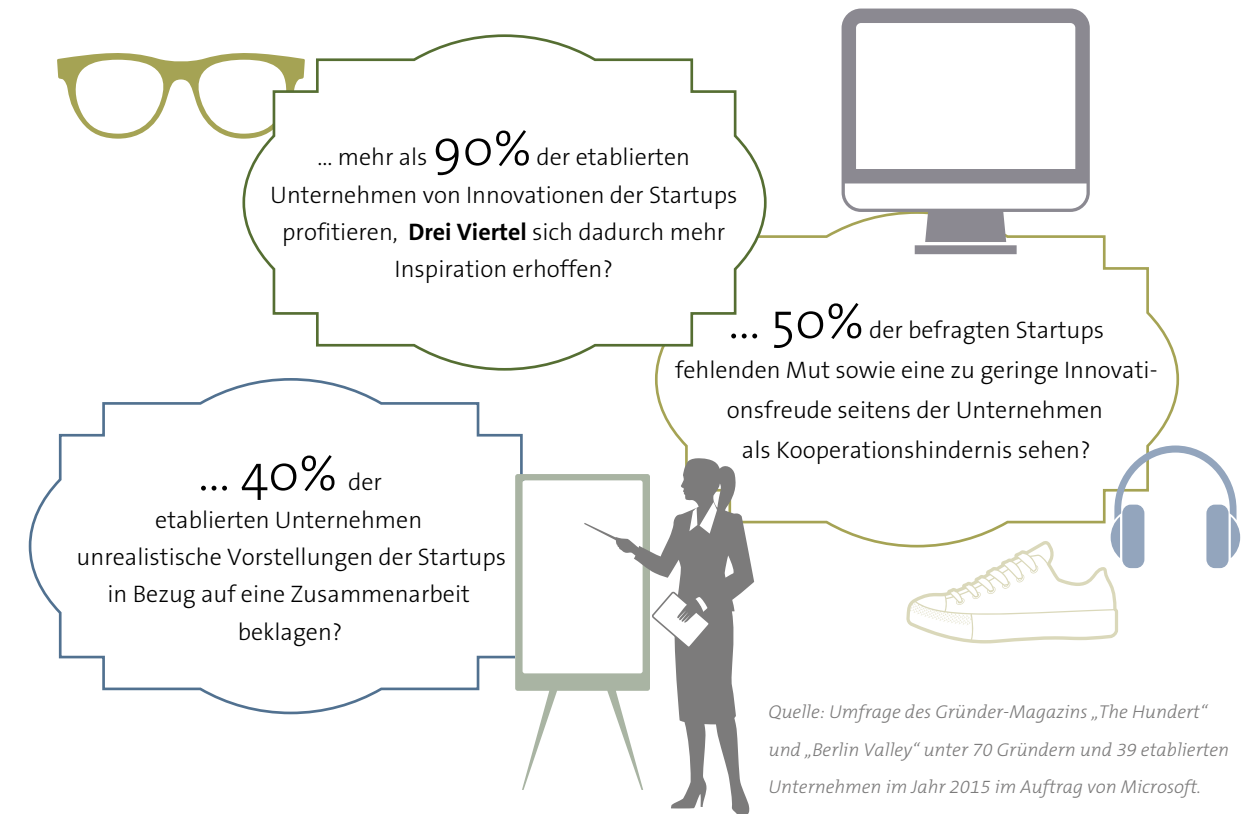 ... mehr als 90% der etablierten
Unternehmen von Innovationen der Startups
profitieren, Drei Viertel sich dadurch mehr
Inspiration erhoffen?
... 50% der befragten Startups
fehlenden Mut sowie eine zu geringe Innovati-
onsfreude seitens der Unternehmen
als Kooperationshindernis sehen?
... 40% der
etablierten Unternehmen
unrealistische Vorstellungen der Startups
in Bezug auf eine Zusammenarbeit
beklagen?
Quelle: Umfrage des Gründer-Magazins „The Hundert“
und „Berlin Valley“ unter 70 Gründern und 39 etablierten
Unternehmen im Jahr 2015 im Auftrag von Microsoft.